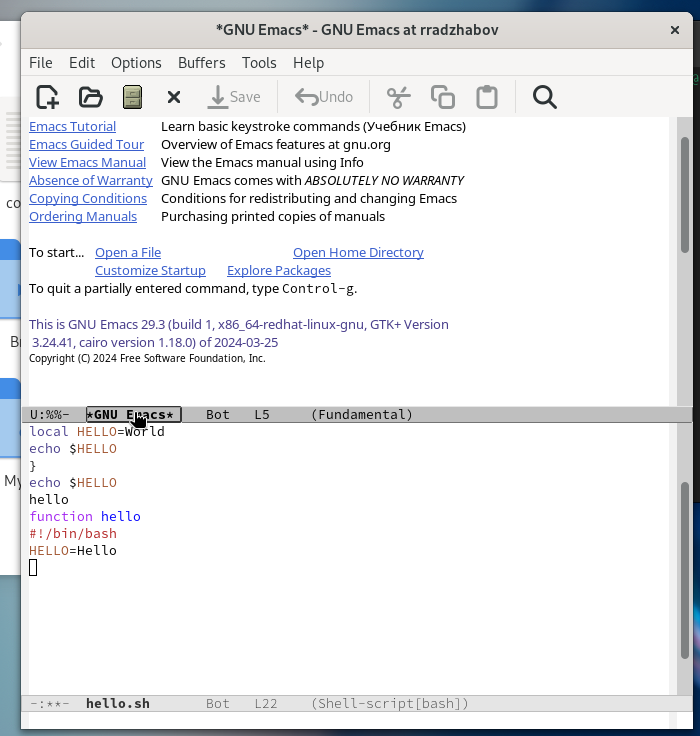 *GNU Emacs* - GNU Emacs at rradzhabov
File Edit Options Buffers Tools Help
Save Undo
Emacs Tutorial Learn basic keystroke commands (Учебник Emacs)
Emacs Guided Tour Overview of Emacs features at gnu.org
View Emacs Manual View the Emacs manual using Info
Absence of Warranty GNU Emacs comes with ABSOLUTELY NO WARRANTY
Copying Conditions Conditions for redistributing and changing Emacs
Ordering Manuals Purchasing printed copies of manuals
To start... Open a File Open Home Directory
Customize Startup Explore Packages
To quit a partially entered command, type Control-g.
This is GNU Emacs 29.3 (build 1, x86_64-redhat-linux-gnu, GTK+ Version
3.24.41, cairo version 1.18.0) of 2024-03-25
Copyright (C) 2024 Free Software Foundation, Inc.
U:%%- *GNU Emacs* Bot L5 (Fundamental)
local HELLO=World
echo $HELLO
}
echo $HELLO
hello
function hello
#!/bin/bash
HELLO=Hello
-:**- hello.sh Bot L22 (Shell-script[bash])